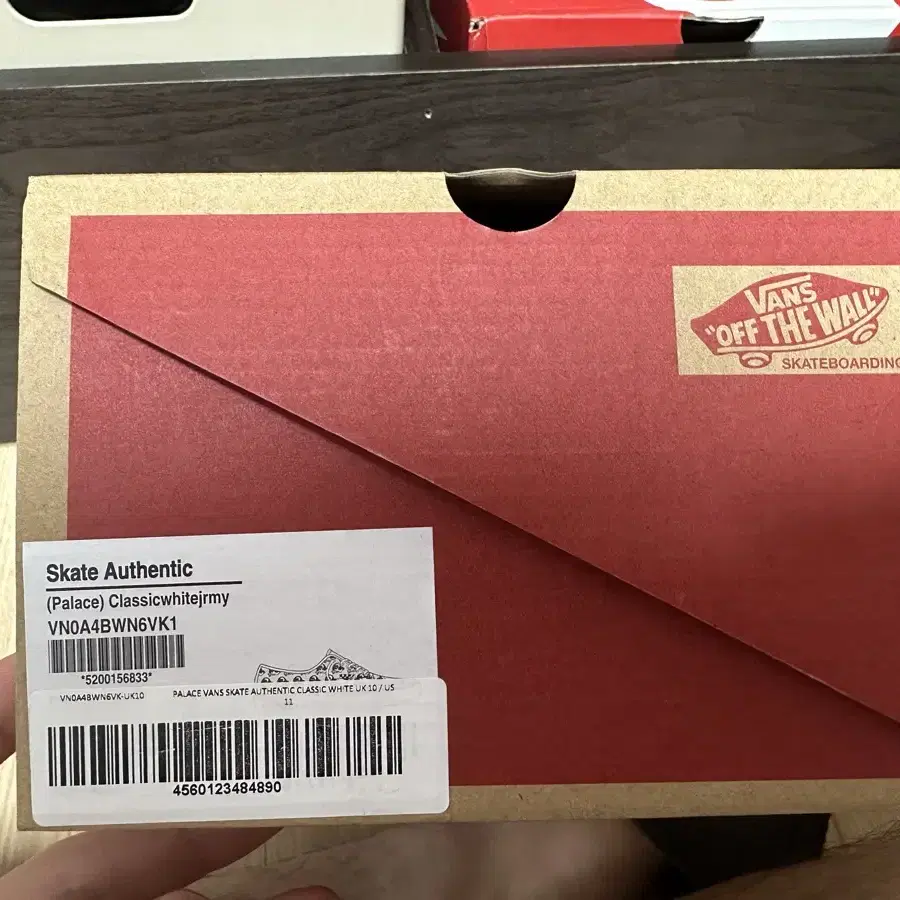 VANS
"OFF THE WALL"
SKATEBOARDING
Skate Authentic
(Palace) Classicwhitejrmy
VN0A4BWN6VK1
*5200156833*
VN0A4BWN6VK-UK10
PALACE VANS SKATE AUTHENTIC CLASSIC WHITE UK 10 / US
11
4560123484890